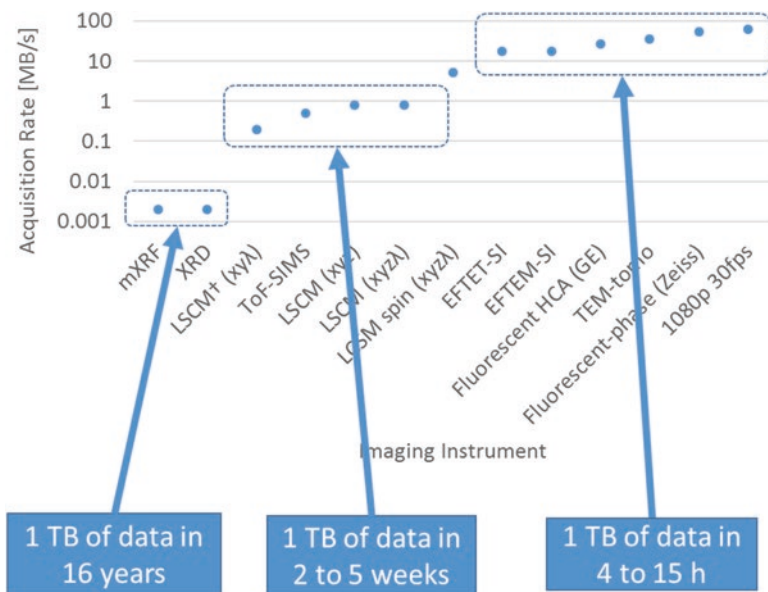 Acquisition Rate [MB/s]
100
10
1
0.1
0.01
0.001
mXRF
XRD
LSCM† (xyλ)
ToF-SIMS
LSCM (xyz)
LSCM (xyzλ)
LCSM spin (xyzλ)
EFTET-SI
EFTEM-SI
Fluorescent HCA (GE)
TEM-tomo
Fluorescent-phase (Zeiss)
1080p 30fps
Imaging Instrument
1 TB of data in
16 years
1 TB of data in
2 to 5 weeks
1 TB of data in
4 to 15 h